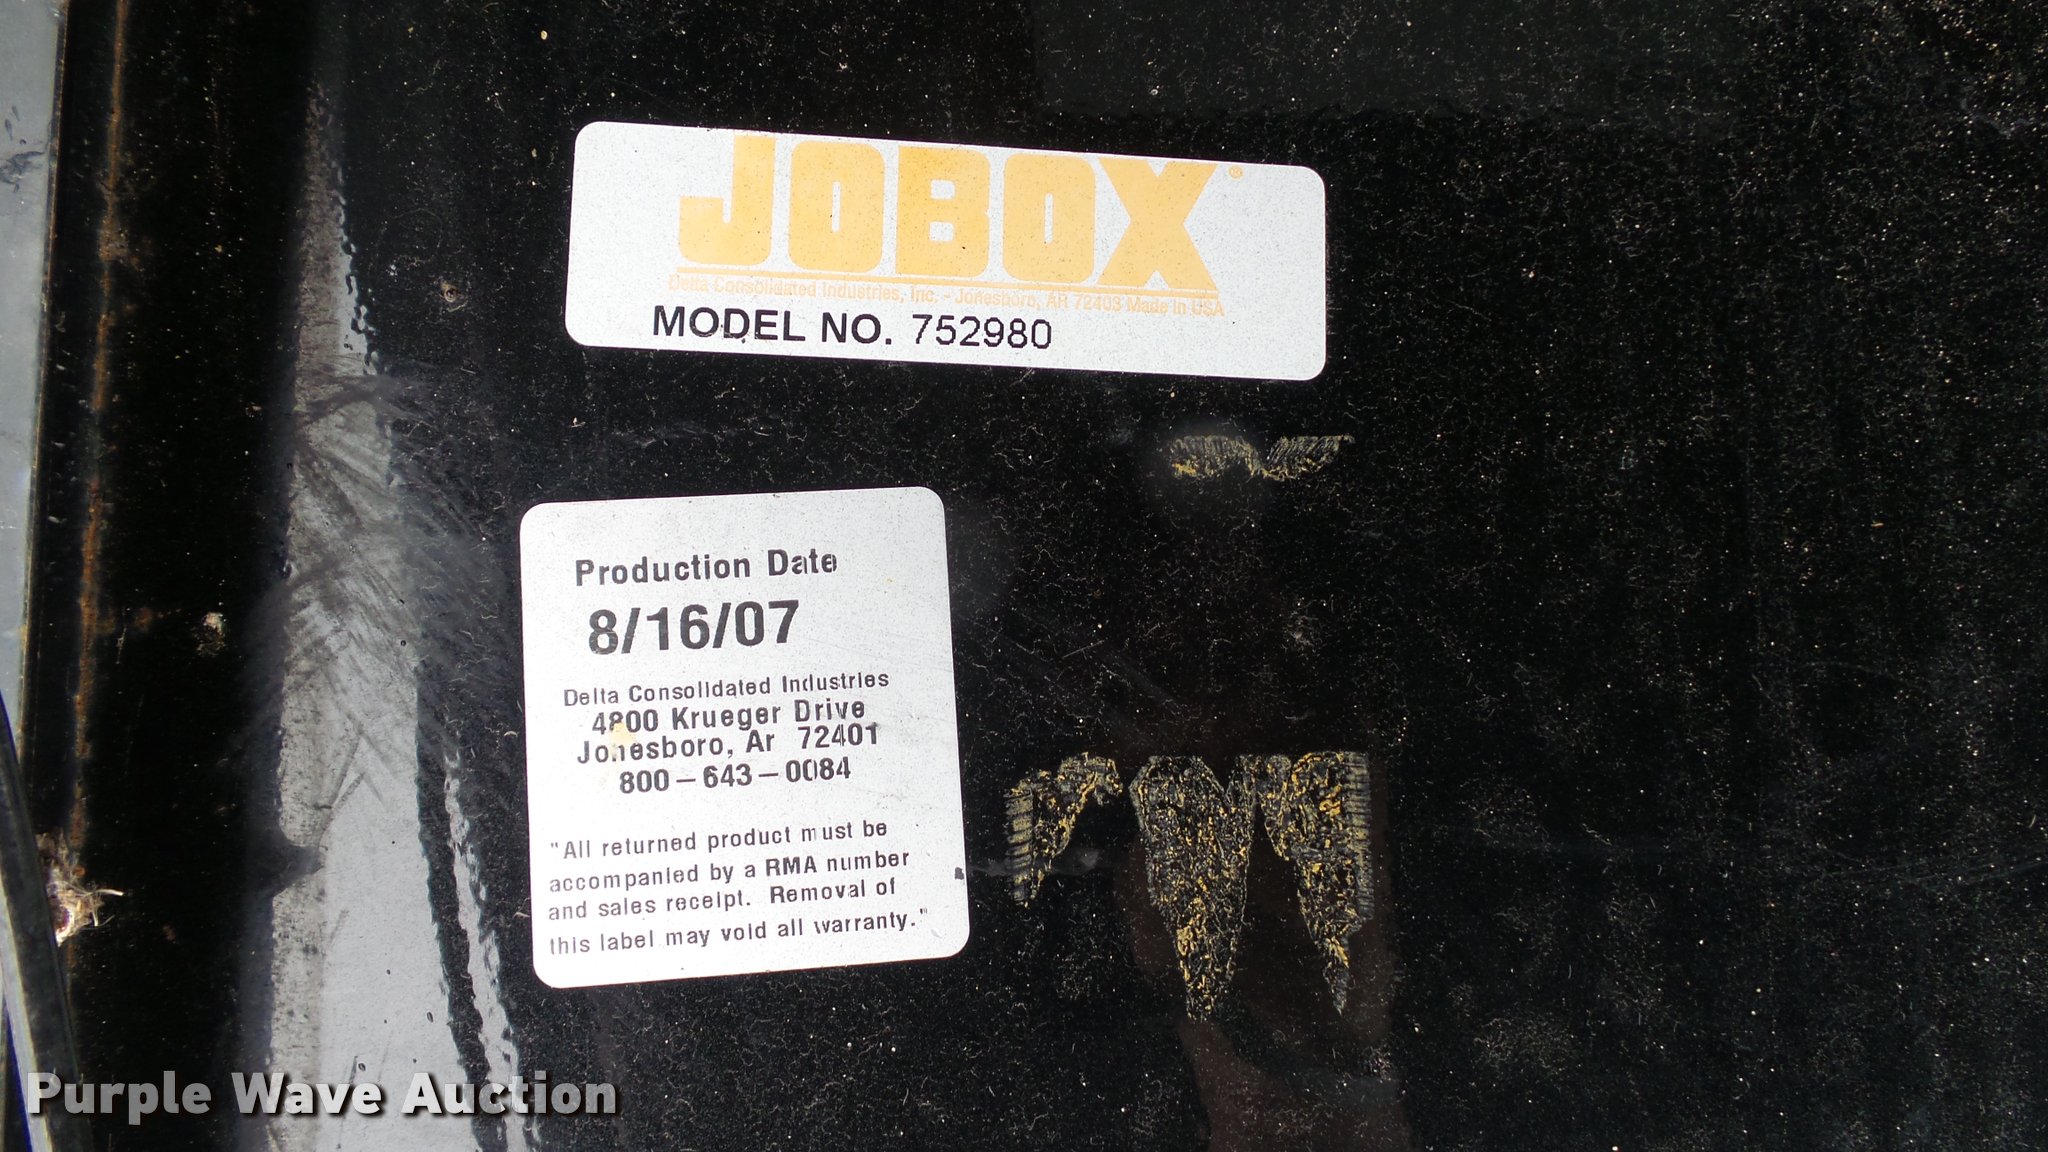 JOBOX®
Delta Consolidated Industries, Inc. - Jonesboro, AR 72403 Made In USA
MODEL NO. 752980
Production Date
8/16/07
Delta Consolidated Industries
4800 Krueger Drive
Jonesboro, Ar 72401
800-643-0084
"All returned product must be
accompanied by a RMA number
and sales receipt. Removal of
this label may void all warranty."
Purple Wave Auction